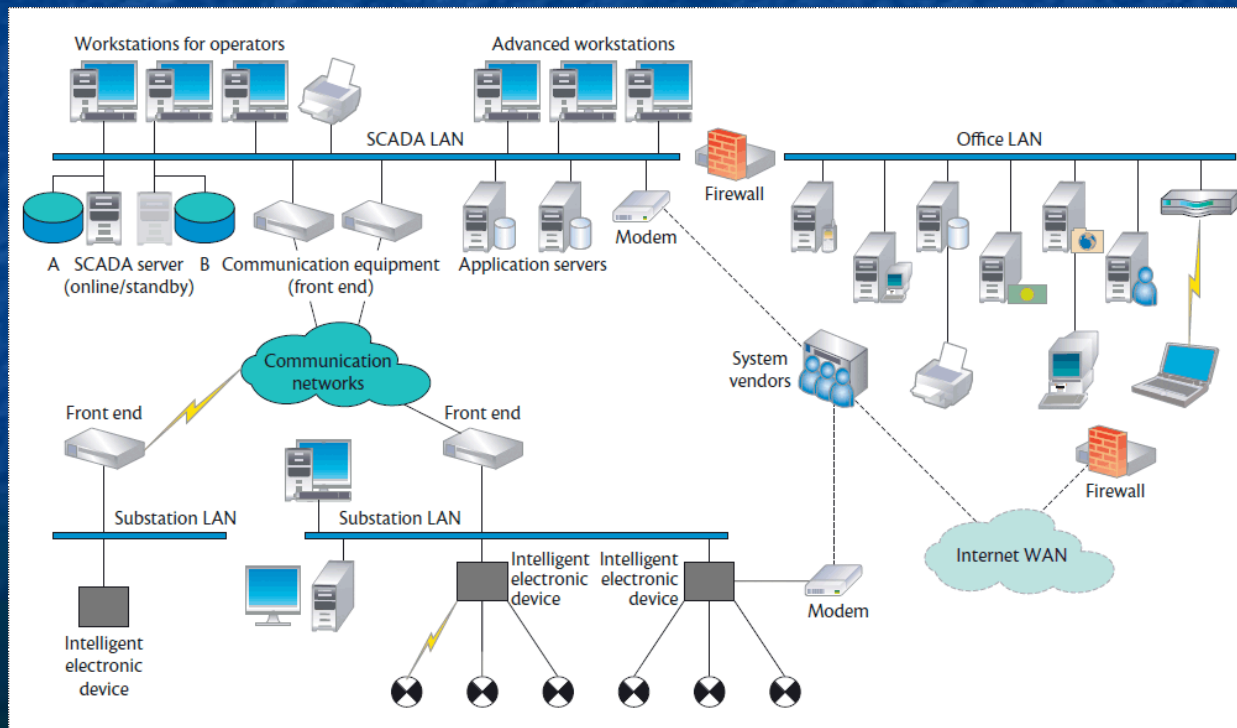 Workstations for operators
Advanced workstations
SCADA LAN
Office LAN
Firewall
Modem
A
SCADA server
(online/standby)
B
Communication equipment
(front end)
Application servers
Communication
networks
System
vendors
Front end
Front end
Firewall
Substation LAN
Substation LAN
Internet WAN
Intelligent
electronic
device
Intelligent
electronic
device
Modem
Intelligent
electronic
device